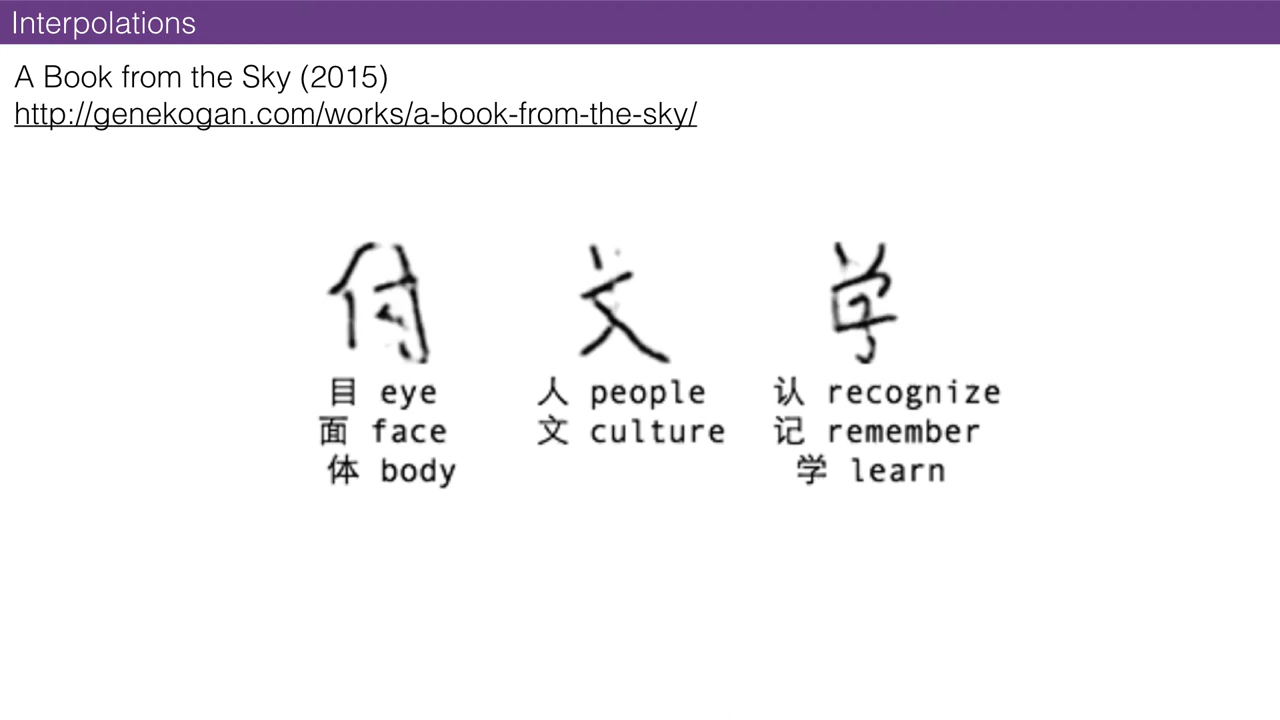 Interpolations
A Book from the Sky (2015)
http://genekogan.com/works/a-book-from-the-sky/
目 eye
面 face
体 body
人 people
文 culture
认 recognize
记 remember
学 learn